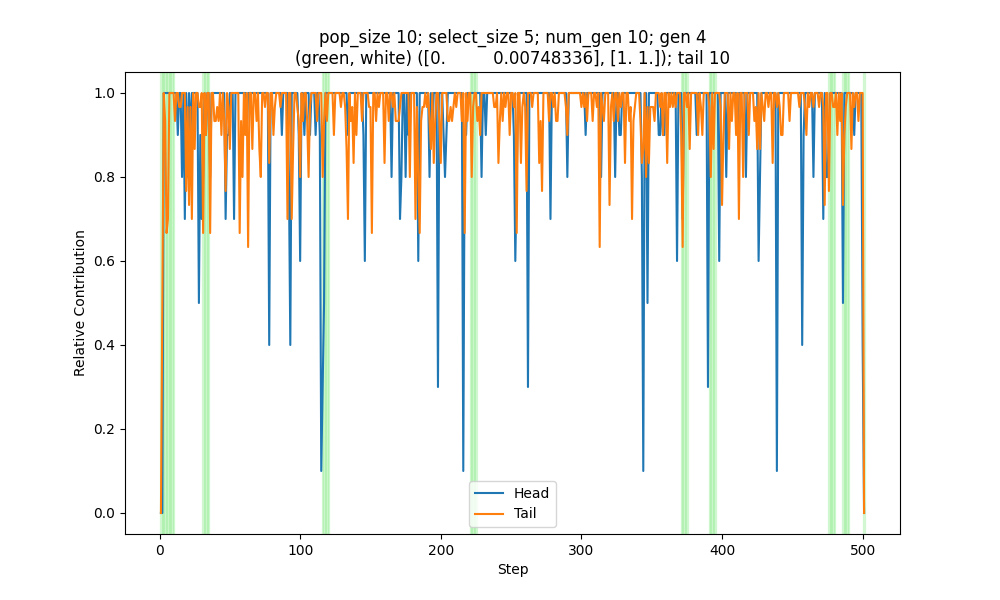 pop_size 10; select_size 5; num_gen 10; gen 4
(green, white) ([0.         0.00748336], [1. 1.]); tail 10
1.0
0.8
0.6
0.4
0.2
0.0
Relative Contribution
Head
Tail
0
100
200
300
400
500
Step